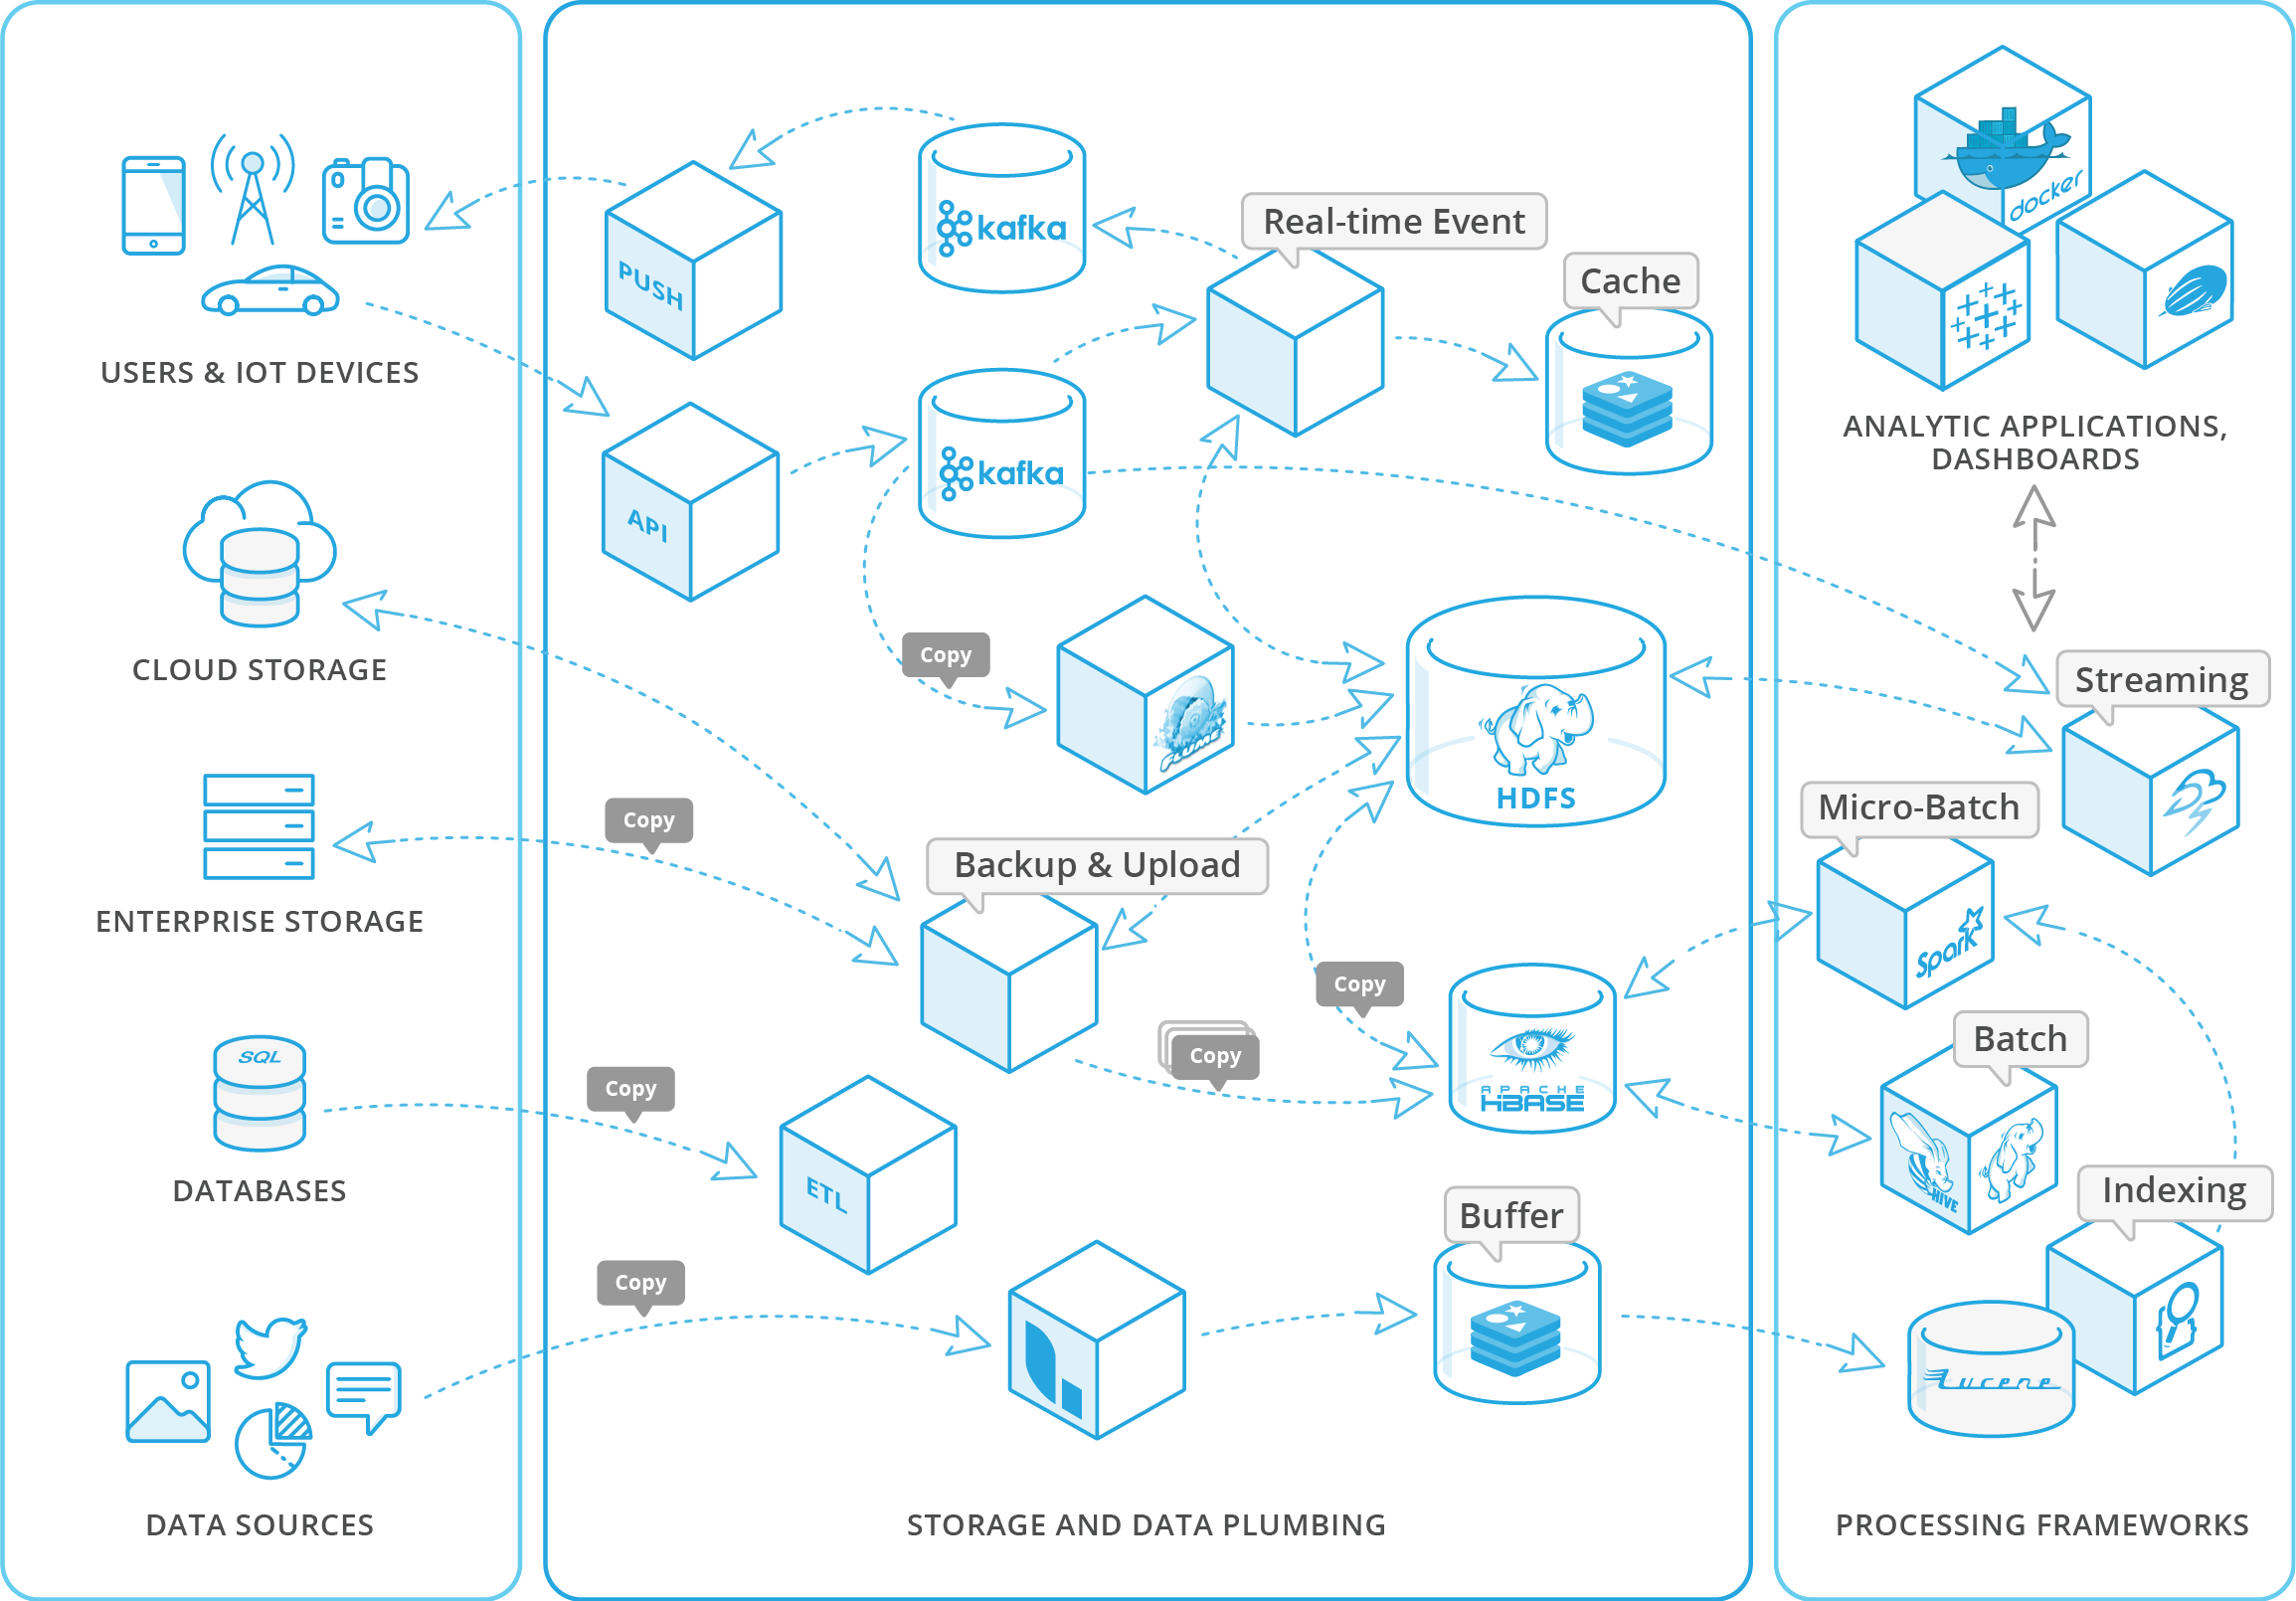 USERS & IOT DEVICES
CLOUD STORAGE
ENTERPRISE STORAGE
SQL
DATABASES
DATA SOURCES
PUSH
kafka
Real-time Event
Cache
API
kafka
Copy
FLUME
HDFS
Copy
Backup & Upload
Copy
Copy
APACHE
HBASE
Copy
ETL
Buffer
Copy
STORAGE AND DATA PLUMBING
docker
ANALYTIC APPLICATIONS,
DASHBOARDS
Streaming
Micro-Batch
Spark
Batch
HIVE
Indexing
Lucene
PROCESSING FRAMEWORKS